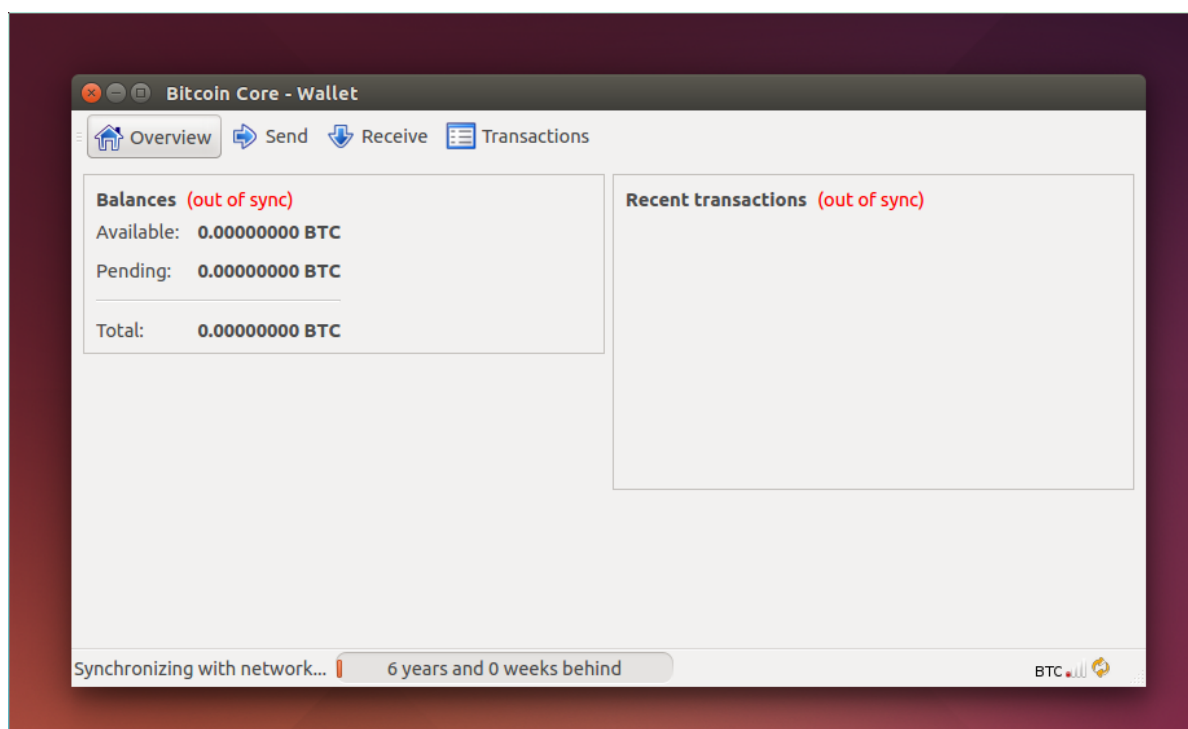 Bitcoin Core - Wallet
Overview Send Receive Transactions
Balances (out of sync)
Available: 0.00000000 BTC
Pending: 0.00000000 BTC
Total: 0.00000000 BTC
Recent transactions (out of sync)
Synchronizing with network... 6 years and 0 weeks behind BTC